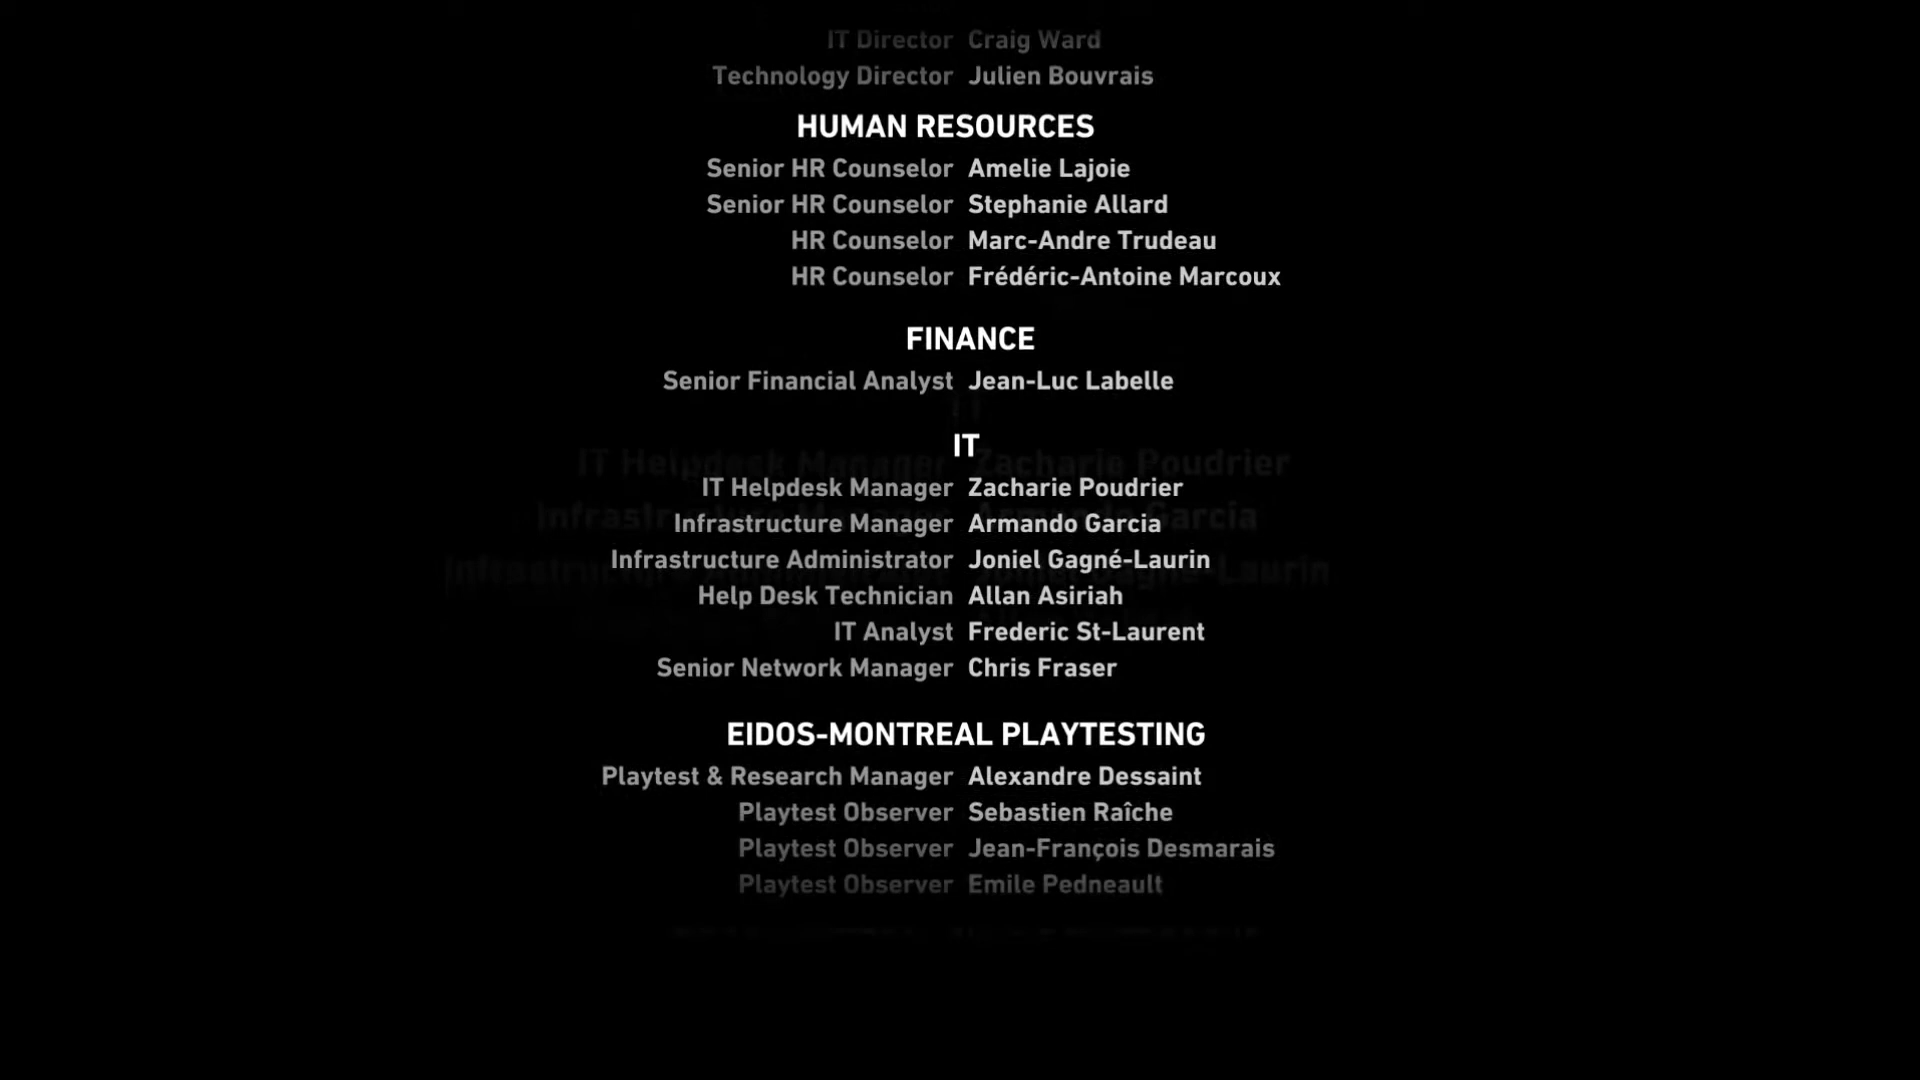 IT Director Craig Ward
Technology Director Julien Bouvrais
HUMAN RESOURCES
Senior HR Counselor Amelie Lajoie
Senior HR Counselor Stephanie Allard
HR Counselor Marc-Andre Trudeau
HR Counselor Frédéric-Antoine Marcoux
FINANCE
Senior Financial Analyst Jean-Luc Labelle
IT
IT Helpdesk Manager Zacharie Poudrier
Infrastructure Manager Armando Garcia
Infrastructure Administrator Joniel Gagné-Laurin
Help Desk Technician Allan Asiriah
IT Analyst Frederic St-Laurent
Senior Network Manager Chris Fraser
EIDOS-MONTREAL PLAYTESTING
Playtest & Research Manager Alexandre Dessaint
Playtest Observer Sebastien Raîche
Playtest Observer Jean-François Desmarais
Playtest Observer Emile Pedneault